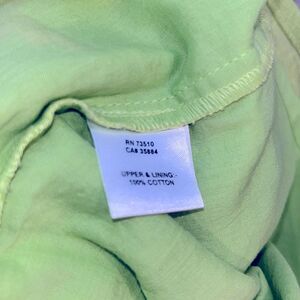 RN 73510
CA# 35884
UPPER & LINING:-
100% COTTON